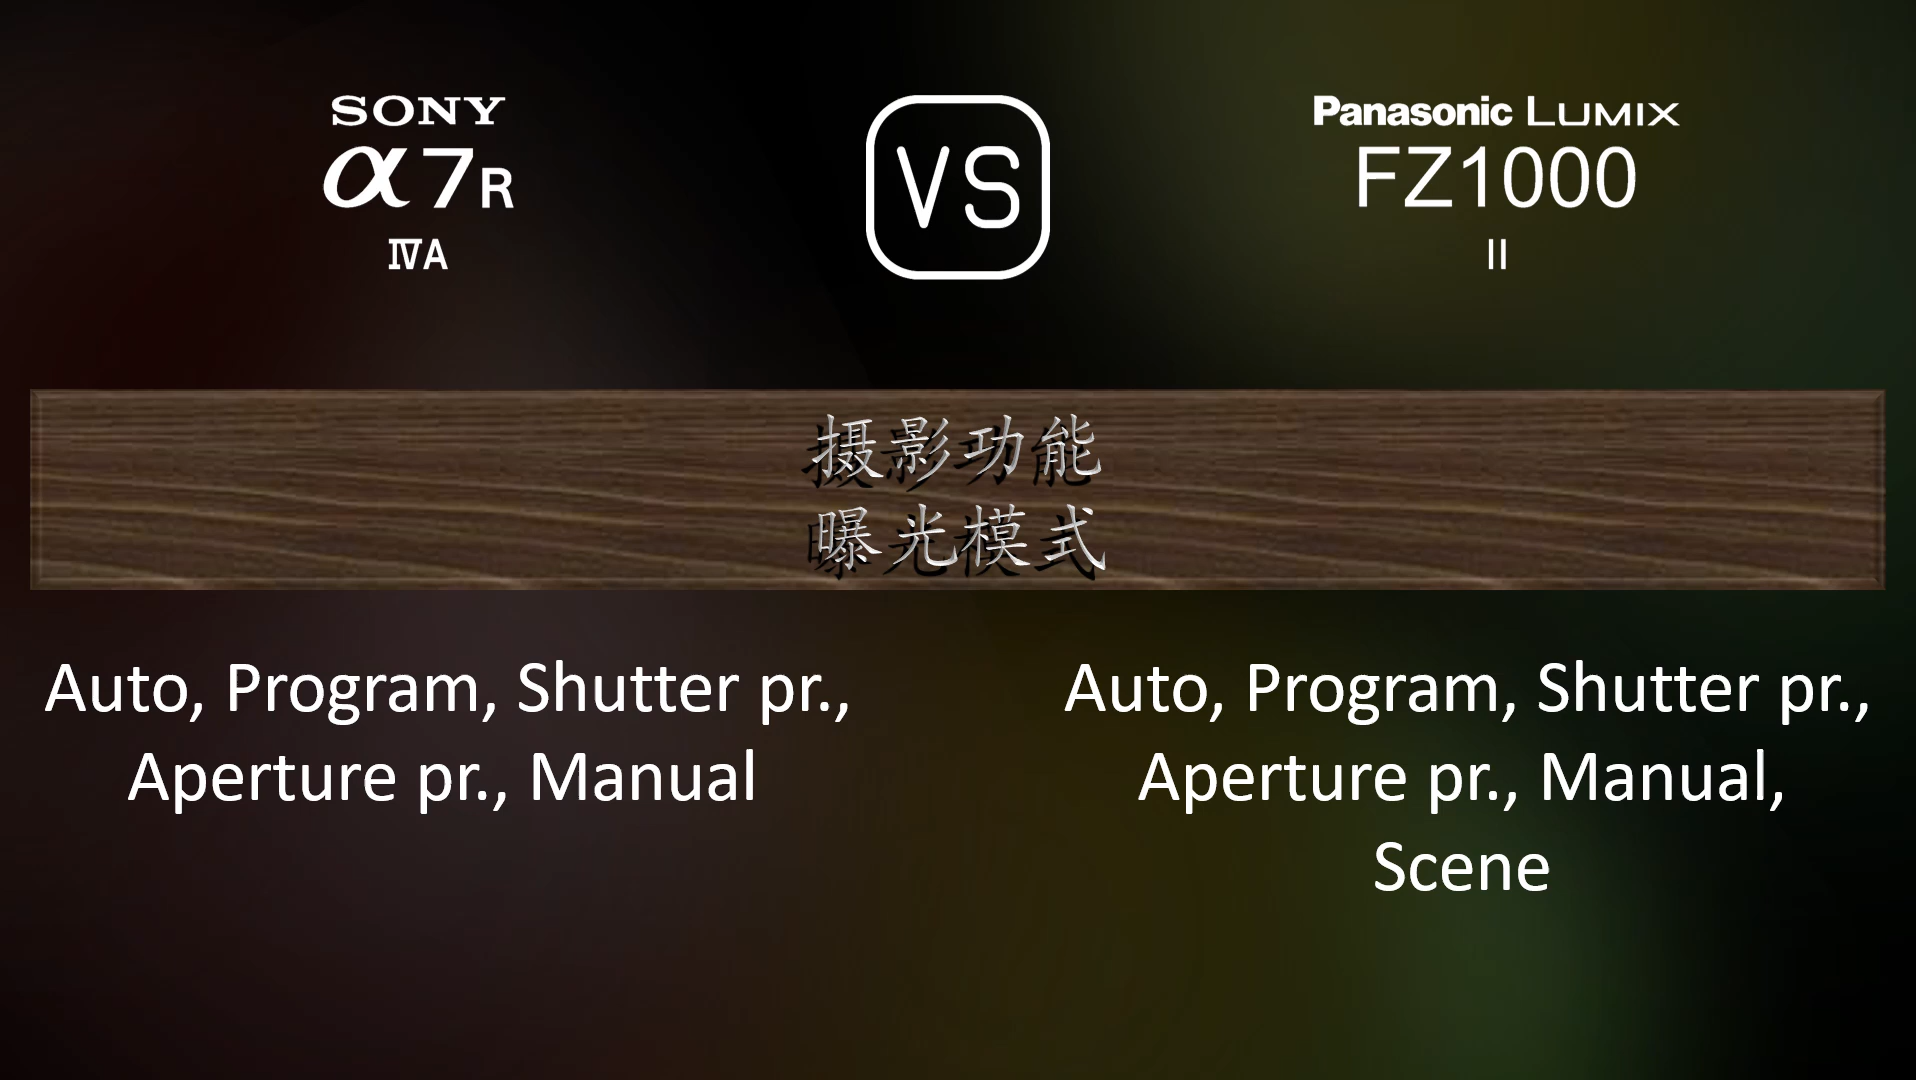 SONY
α7R
IVA
VS
Panasonic LUMIX
FZ1000
II
摄影功能
曝光模式
Auto, Program, Shutter pr.,
Aperture pr., Manual
Auto, Program, Shutter pr.,
Aperture pr., Manual,
Scene